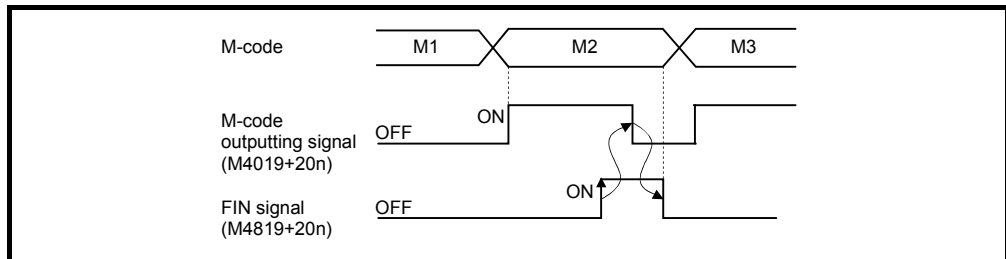 M-code
M1
M2
M3
M-code
outputting signal
(M4019+20n)
OFF
ON
FIN signal
(M4819+20n)
OFF
ON